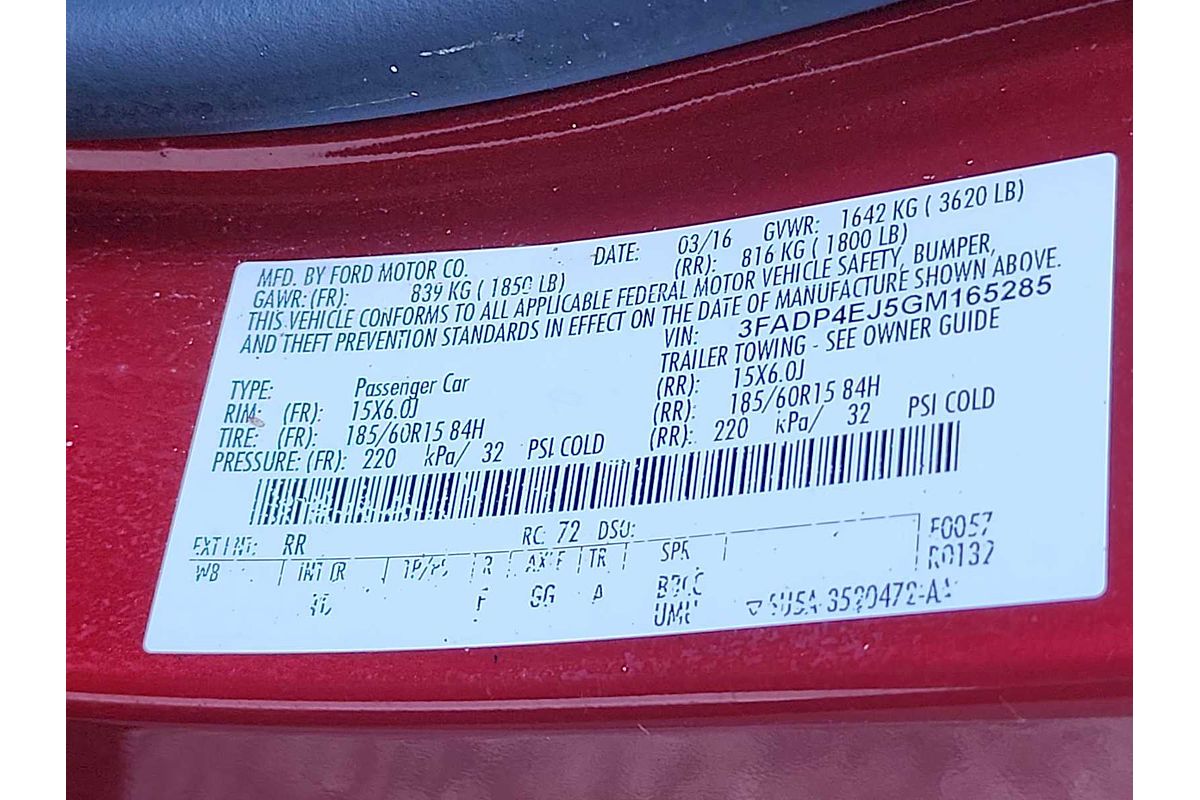 MFD. BY FORD MOTOR CO. DATE: 03/16 GVWR: 1642 KG ( 3620 LB)
GAWR: (FR): 839 KG ( 1850 LB) (RR): 816 KG ( 1800 LB)
THIS VEHICLE CONFORMS TO ALL APPLICABLE FEDERAL MOTOR VEHICLE SAFETY, BUMPER,
AND THEFT PREVENTION STANDARDS IN EFFECT ON THE DATE OF MANUFACTURE SHOWN ABOVE.
VIN: 3FADP4EJ5GM165285
TRAILER TOWING - SEE OWNER GUIDE
TYPE: Passenger Car
RIM: (FR): 15X6.0J (RR): 15X6.0J
TIRE: (FR): 185/60R15 84H (RR): 185/60R15 84H
PRESSURE: (FR): 220 kPa/ 32 PSI COLD (RR): 220 kPa/ 32 PSI COLD
EXT INT: RR RC: 72 DSO:
WB INT TR TP/PS R AXLE TR SPR
F GG A
F0057
R0132